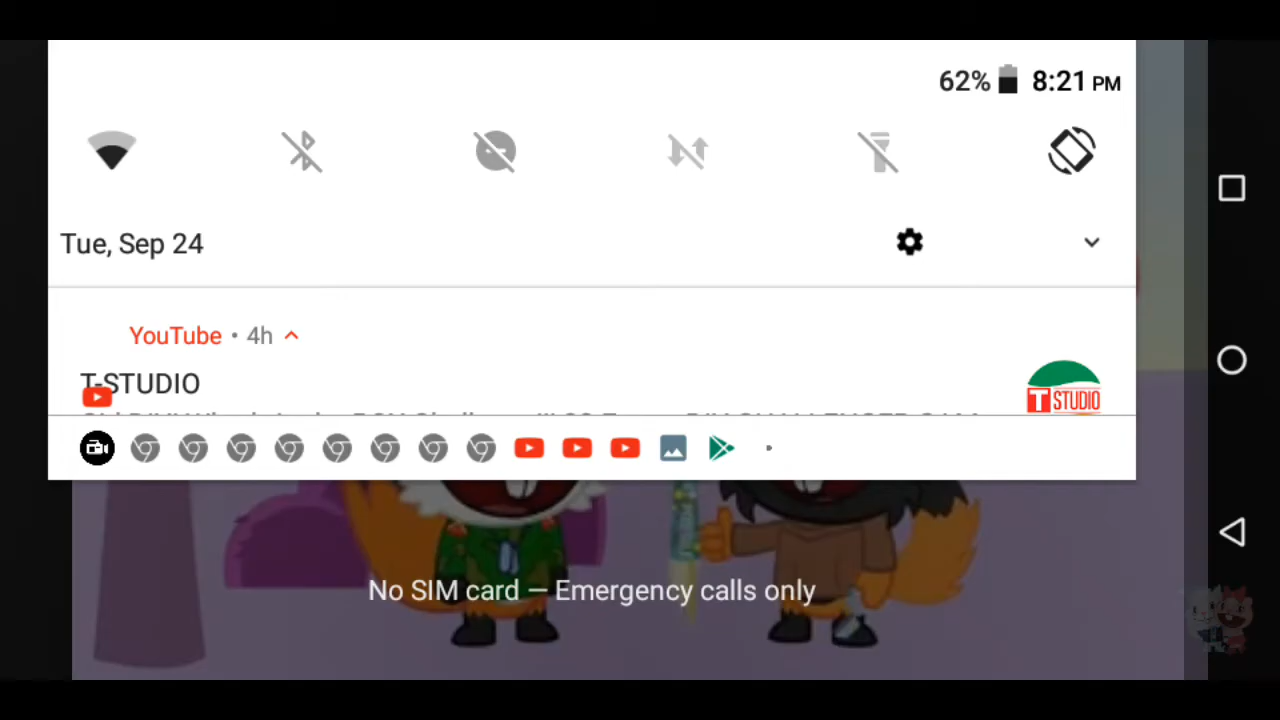 62% 8:21 PM
Tue, Sep 24
YouTube • 4h
T-STUDIO
T STUDIO
No SIM card — Emergency calls only